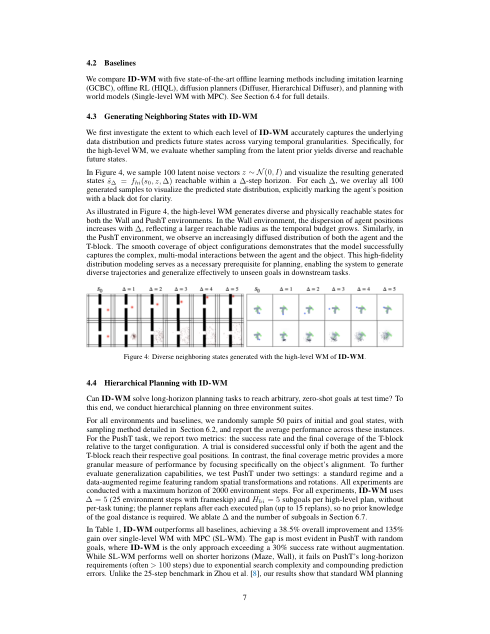 4.2 Baselines
We compare ID-WM with five state-of-the-art offline learning methods including imitation learning
(GCBC), offline RL (HIQL), diffusion planners (Diffuser, Hierarchical Diffuser), and planning with
world models (Single-level WM with MPC). See Section 6.4 for full details.
4.3 Generating Neighboring States with ID-WM
We first investigate the extent to which each level of ID-WM accurately captures the underlying
data distribution and predicts future states across varying temporal granularities. Specifically, for
the high-level WM, we evaluate whether sampling from the latent prior yields diverse and reachable
future states.
In Figure 4, we sample 100 latent noise vectors z ∼ N(0, I) and visualize the resulting generated
states ŝ_Δ = f_hi(s₀, z, Δ) reachable within a Δ-step horizon. For each Δ, we overlay all 100
generated samples to visualize the predicted state distribution, explicitly marking the agent's position
with a black dot for clarity.
As illustrated in Figure 4, the high-level WM generates diverse and physically reachable states for
both the Wall and PushT environments. In the Wall environment, the dispersion of agent positions
increases with Δ, reflecting a larger reachable radius as the temporal budget grows. Similarly, in
the PushT environment, we observe an increasingly diffused distribution of both the agent and the
T-block. The smooth coverage of object configurations demonstrates that the model successfully
captures the complex, multi-modal interactions between the agent and the object. This high-fidelity
distribution modeling serves as a necessary prerequisite for planning, enabling the system to generate
diverse trajectories and generalize effectively to unseen goals in downstream tasks.
S₀ Δ = 1 Δ = 2 Δ = 3 Δ = 4 Δ = 5 S₀ Δ = 1 Δ = 2 Δ = 3 Δ = 4 Δ = 5
Figure 4: Diverse neighboring states generated with the high-level WM of ID-WM.
4.4 Hierarchical Planning with ID-WM
Can ID-WM solve long-horizon planning tasks to reach arbitrary, zero-shot goals at test time? To
this end, we conduct hierarchical planning on three environment suites.
For all environments and baselines, we randomly sample 50 pairs of initial and goal states, with
sampling method detailed in Section 6.2, and report the average performance across these instances.
For the PushT task, we report two metrics: the success rate and the final coverage of the T-block
relative to the target configuration. A trial is considered successful only if both the agent and the
T-block reach their respective goal positions. In contrast, the final coverage metric provides a more
granular measure of performance by focusing specifically on the object's alignment. To further
evaluate generalization capabilities, we test PushT under two settings: a standard regime and a
data-augmented regime featuring random spatial transformations and rotations. All experiments are
conducted with a maximum horizon of 2000 environment steps. For all experiments, ID-WM uses
Δ = 5 (25 environment steps with frameskip) and H_hi = 5 subgoals per high-level plan, without
per-task tuning; the planner replans after each executed plan (up to 15 replans), so no prior knowledge
of the goal distance is required. We ablate Δ and the number of subgoals in Section 6.7.
In Table 1, ID-WM outperforms all baselines, achieving a 38.5% overall improvement and 135%
gain over single-level WM with MPC (SL-WM). The gap is most evident in PushT with random
goals, where ID-WM is the only approach exceeding a 30% success rate without augmentation.
While SL-WM performs well on shorter horizons (Maze, Wall), it fails on PushT's long-horizon
requirements (often > 100 steps) due to exponential search complexity and compounding prediction
errors. Unlike the 25-step benchmark in Zhou et al. [8], our results show that standard WM planning
7